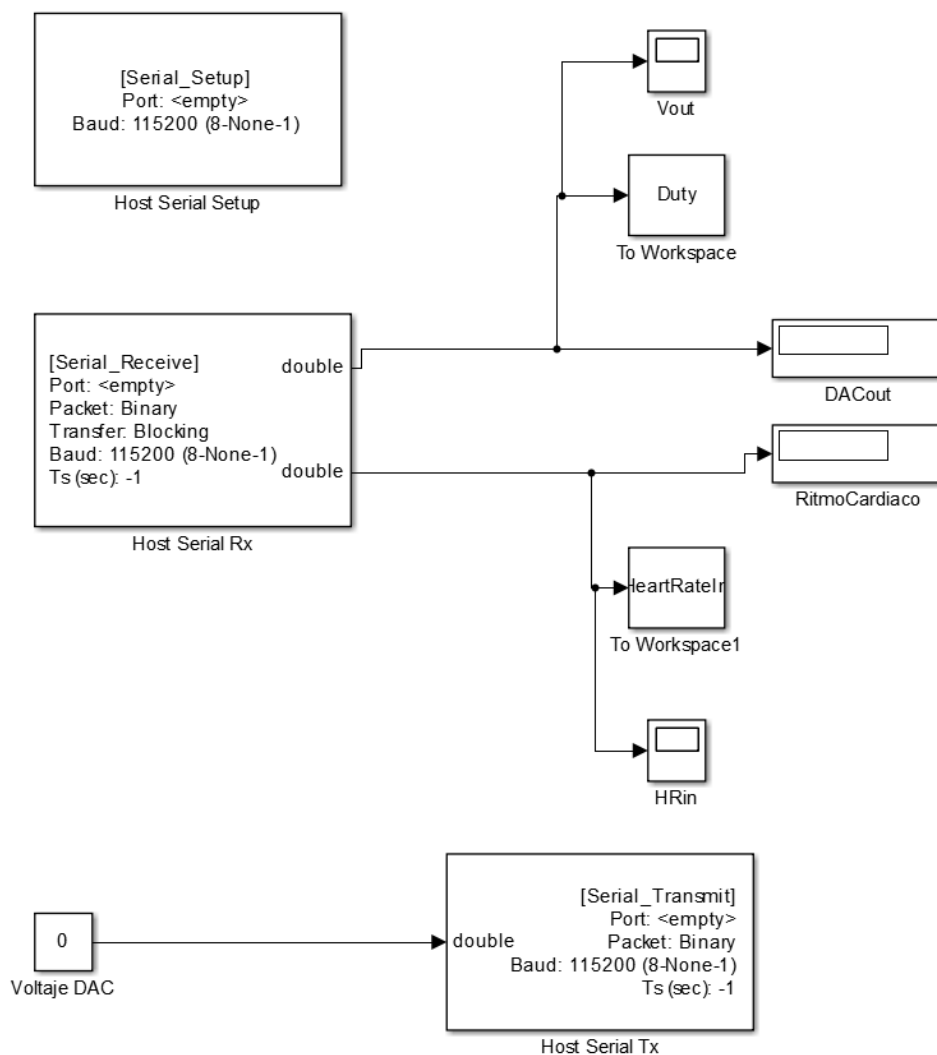 [Serial_Setup]
Port: <empty>
Baud: 115200 (8-None-1)
Host Serial Setup
Vout
Duty
To Workspace
[Serial_Receive]
Port: <empty>
Packet: Binary
Transfer: Blocking
Baud: 115200 (8-None-1)
Ts (sec): -1
double
double
Host Serial Rx
DACout
RitmoCardiaco
HeartRateIn
To Workspace1
HRin
0
Voltaje DAC
double
[Serial_Transmit]
Port: <empty>
Packet: Binary
Baud: 115200 (8-None-1)
Ts (sec): -1
Host Serial Tx